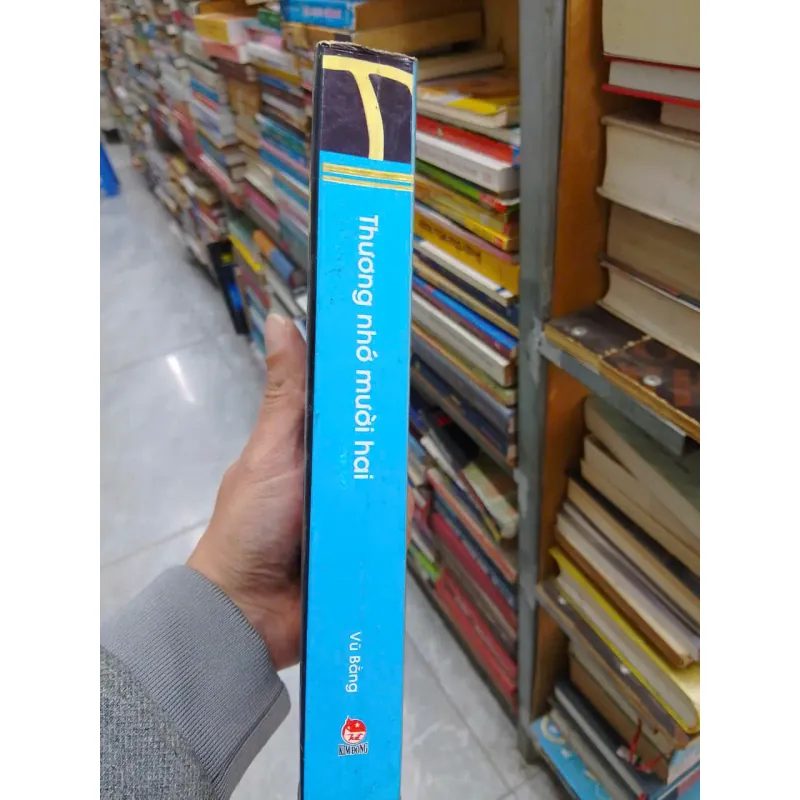 Thương nhớ mười hai
Vũ Bằng
KIM ĐỒNG